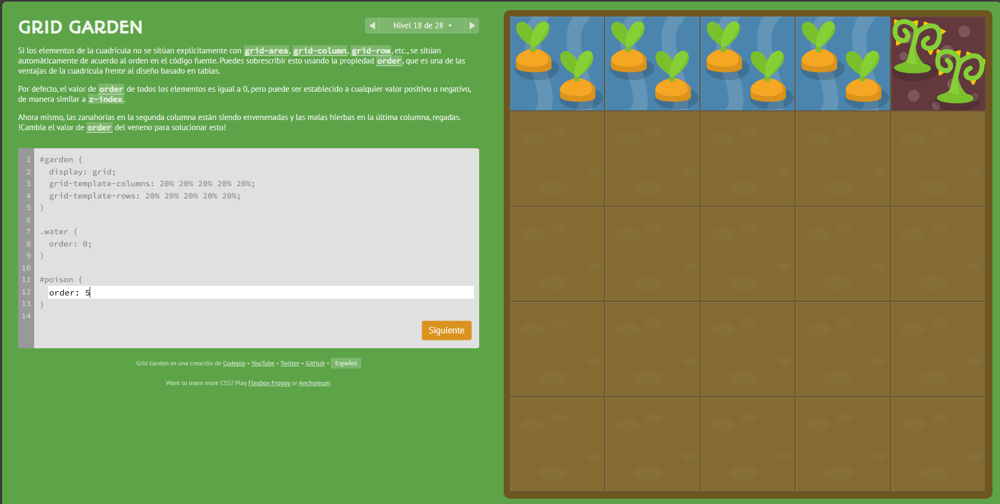 GRID GARDEN
Nivel 18 de 28
Si los elementos de la cuadrícula no se sitúan explícitamente con grid-area, grid-column, grid-row, etc., se sitúan
automáticamente de acuerdo al orden en el código fuente. Puedes sobrescribir esto usando la propiedad order, que es una de las
ventajas de la cuadrícula frente al diseño basado en tablas.
Por defecto, el valor de order de todos los elementos es igual a 0, pero puede ser establecido a cualquier valor positivo o negativo,
de manera similar a z-index.
Ahora mismo, las zanahorias en la segunda columna están siendo envenenadas y las malas hierbas en la última columna, regadas.
!Cambia el valor de order del veneno para solucionar esto!
1 #garden {
2 display: grid;
3 grid-template-columns: 20% 20% 20% 20% 20%;
4 grid-template-rows: 20% 20% 20% 20% 20%;
5 }
6
7 .water {
8 order: 0;
9 }
10
11 #poison {
12 order: 5
13 }
14
Siguiente
Grid Garden es una creación de Codepip • YouTube • Twitter • GitHub • Español
Want to learn more CSS? Play Flexbox Froggy or Anchoreum.